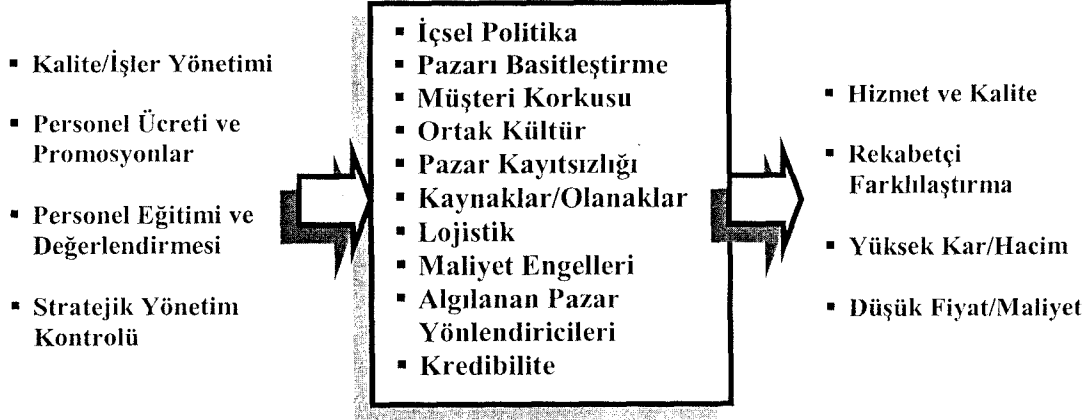 ▪ Kalite/İşler Yönetimi
▪ Personel Ücreti ve
Promosyonlar
▪ Personel Eğitimi ve
Değerlendirmesi
▪ Stratejik Yönetim
Kontrolü
▪ İçsel Politika
▪ Pazarı Basitleştirme
▪ Müşteri Korkusu
▪ Ortak Kültür
▪ Pazar Kayıtsızlığı
▪ Kaynaklar/Olanaklar
▪ Lojistik
▪ Maliyet Engelleri
▪ Algılanan Pazar
Yönlendiricileri
▪ Kredibilite
▪ Hizmet ve Kalite
▪ Rekabetçi
Farklılaştırma
▪ Yüksek Kar/Hacim
▪ Düşük Fiyat/Maliyet